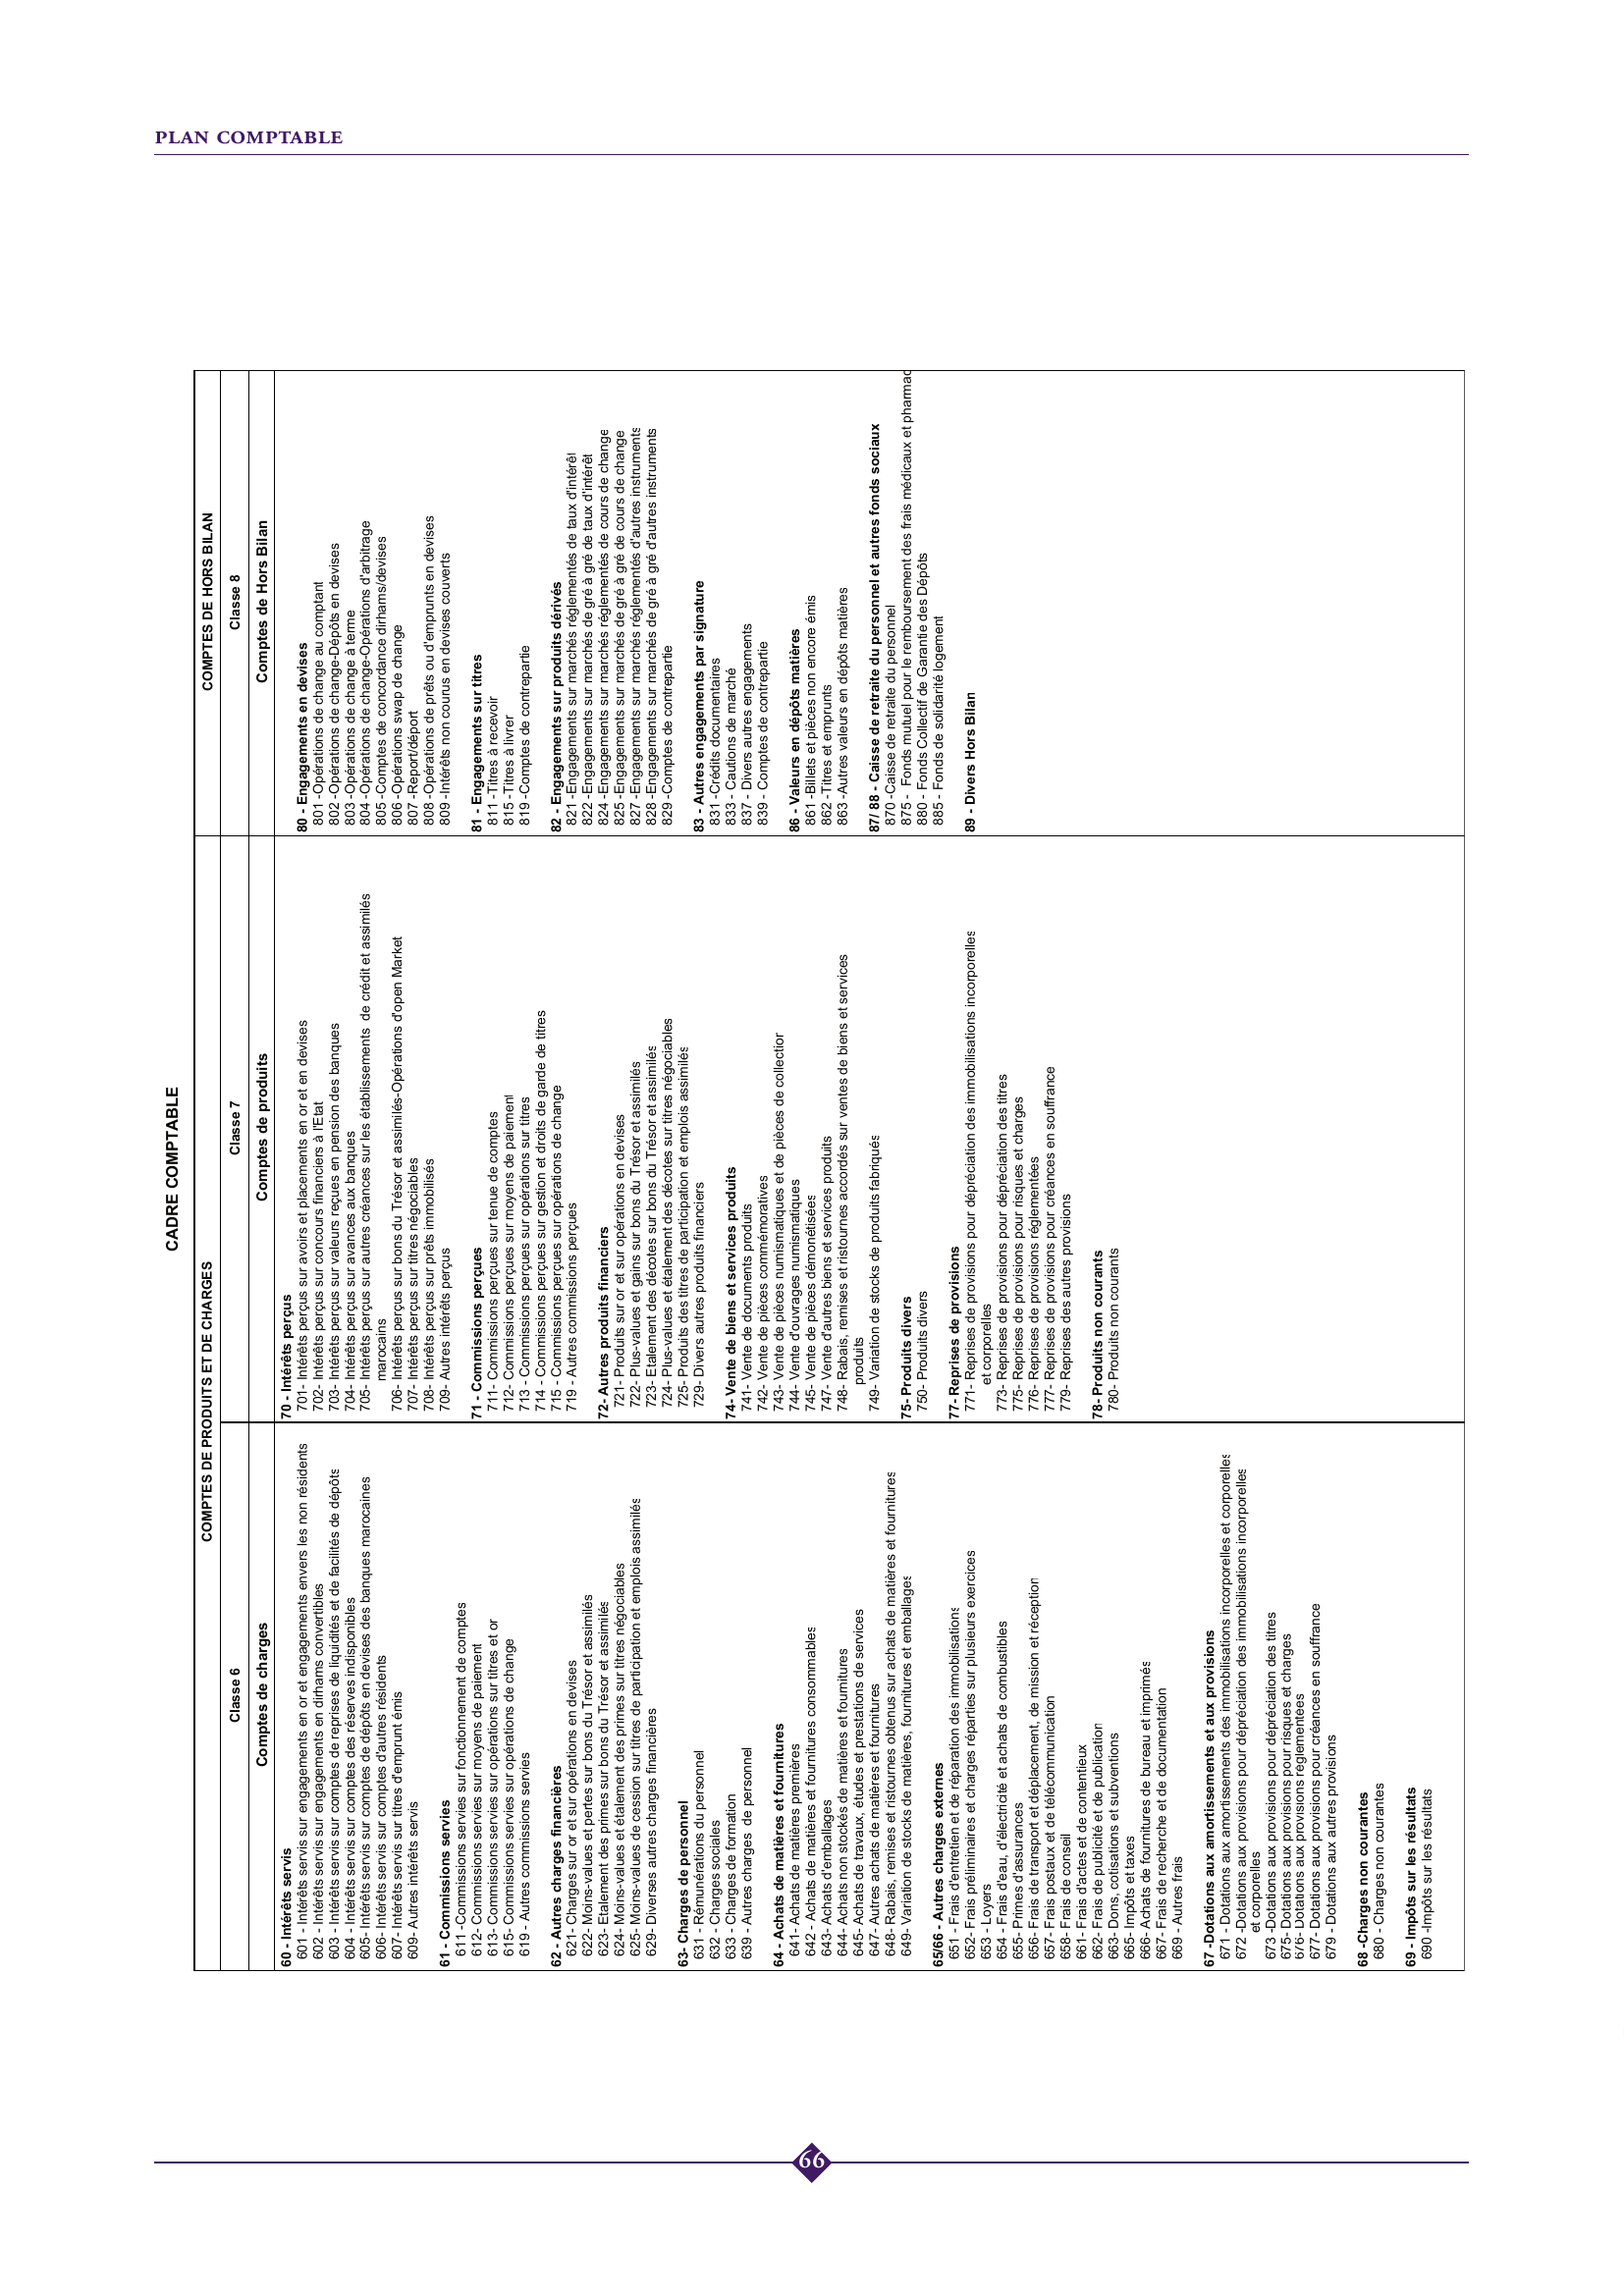 PLAN COMPTABLE
CADRE COMPTABLE
COMPTES DE PRODUITS ET DE CHARGES
COMPTES DE HORS BILAN
Classe 6
Classe 7
Classe 8
Comptes de charges
Comptes de produits
Comptes de Hors Bilan
60 - Intérêts servis
601 - Intérêts servis sur engagements en or et engagements envers les non résidents
602 - Intérêts servis sur engagements en dirhams convertibles
603 - Intérêts servis sur comptes de reprises de liquidités et de facilités de dépôts
604 - Intérêts servis sur comptes des réserves indisponibles
605- Intérêts servis sur comptes de dépôts en devises des banques marocaines
606- Intérêts servis sur comptes d'autres résidents
607- Intérêts servis sur titres d'emprunt émis
609- Autres intérêts servis
61 - Commissions servies
611 -Commissions servies sur fonctionnement de comptes
612- Commissions servies sur moyens de paiement
613- Commissions servies sur opérations sur titres et or
615- Commissions servies sur opérations de change
619 - Autres commissions servies
62 - Autres charges financières
621- Charges sur or et sur opérations en devises
622- Moins-values et pertes sur bons du Trésor et assimilés
623- Etalement des primes sur bons du Trésor et assimilés
624- Moins-values et étalement des primes sur titres négociables
625- Moins-values de cession sur titres de participation et emplois assimilés
629- Diverses autres charges financières
63- Charges de personnel
631 - Rémunérations du personnel
632 - Charges sociales
633 - Charges de formation
639 - Autres charges de personnel
64 - Achats de matières et fournitures
641- Achats de matières premières
642 - Achats de matières et fournitures consommables
643- Achats d'emballages
644- Achats non stockés de matières et fournitures
645- Achats de travaux, études et prestations de services
647- Autres achats de matières et fournitures
648- Rabais, remises et ristournes obtenus sur achats de matières et fournitures
649- Variation de stocks de matières, fournitures et emballages
65/66 - Autres charges externes
651 - Frais d'entretien et de réparation des immobilisations
652- Frais préliminaires et charges réparties sur plusieurs exercices
653 - Loyers
654 - Frais d'eau, d'électricité et achats de combustibles
655- Primes d'assurances
656- Frais de transport et déplacement, de mission et réception
657- Frais postaux et de télécommunication
658- Frais de conseil
661- Frais d'actes et de contentieux
662- Frais de publicité et de publication
663- Dons, cotisations et subventions
665- Impôts et taxes
666- Achats de fournitures de bureau et imprimés
667- Frais de recherche et de documentation
669 - Autres frais
67 -Dotations aux amortissements et aux provisions
671 - Dotations aux amortissements des immobilisations incorporelles et corporelles
672 -Dotations aux provisions pour dépréciation des immobilisations incorporelles
et corporelles
673 -Dotations aux provisions pour dépréciation des titres
675- Dotations aux provisions pour risques et charges
676- Dotations aux provisions réglementées
677- Dotations aux provisions pour créances en souffrance
679 - Dotations aux autres provisions
68 -Charges non courantes
680 - Charges non courantes
69 - Impôts sur les résultats
690 -Impôts sur les résultats
70 - Intérêts perçus
701- Intérêts perçus sur avoirs et placements en or et en devises
702- Intérêts perçus sur concours financiers à l'Etat
703- Intérêts perçus sur valeurs reçues en pension des banques
704- Intérêts perçus sur avances aux banques
705- Intérêts perçus sur autres créances sur les établissements de crédit et assimilés
marocains
706- Intérêts perçus sur bons du Trésor et assimilés-Opérations d'open Market
707- Intérêts perçus sur titres négociables
708- Intérêts perçus sur prêts immobilisés
709- Autres intérêts perçus
71 - Commissions perçues
711- Commissions perçues sur tenue de comptes
712- Commissions perçues sur moyens de paiement
713 - Commissions perçues sur opérations sur titres
714 - Commissions perçues sur gestion et droits de garde de titres
715 - Commissions perçues sur opérations de change
719 - Autres commissions perçues
72- Autres produits financiers
721- Produits sur or et sur opérations en devises
722- Plus-values et gains sur bons du Trésor et assimilés
723- Etalement des décotes sur bons du Trésor et assimilés
724- Plus-values et étalement des décotes sur titres négociables
725- Produits des titres de participation et emplois assimilés
729- Divers autres produits financiers
74- Vente de biens et services produits
741- Vente de documents produits
742- Vente de pièces commémoratives
743- Vente de pièces numismatiques et de pièces de collection
744- Vente d'ouvrages numismatiques
745- Vente de pièces démonétisées
747- Vente d'autres biens et services produits
748- Rabais, remises et ristournes accordés sur ventes de biens et services
produits
749- Variation de stocks de produits fabriqués
75- Produits divers
750- Produits divers
77- Reprises de provisions
771- Reprises de provisions pour dépréciation des immobilisations incorporelles
et corporelles
773- Reprises de provisions pour dépréciation des titres
775- Reprises de provisions pour risques et charges
776- Reprises de provisions réglementées
777- Reprises de provisions pour créances en souffrance
779- Reprises des autres provisions
78- Produits non courants
780- Produits non courants
80 - Engagements en devises
801 -Opérations de change au comptant
802 -Opérations de change-Dépôts en devises
803 -Opérations de change à terme
804 -Opérations de change-Opérations d'arbitrage
805 -Comptes de concordance dirhams/devises
806 -Opérations swap de change
807 -Report/déport
808 -Opérations de prêts ou d'emprunts en devises
809 -Intérêts non courus en devises couverts
81 - Engagements sur titres
811 -Titres à recevoir
815 -Titres à livrer
819 -Comptes de contrepartie
82 - Engagements sur produits dérivés
821 -Engagements sur marchés réglementés de taux d'intérêt
822 -Engagements sur marchés de gré à gré de taux d'intérêt
824 -Engagements sur marchés réglementés de cours de change
825 -Engagements sur marchés de gré à gré de cours de change
827 -Engagements sur marchés réglementés d'autres instruments
828 -Engagements sur marchés de gré à gré d'autres instruments
829 -Comptes de contrepartie
83 - Autres engagements par signature
831 -Crédits documentaires
833 - Cautions de marché
837 - Divers autres engagements
839 - Comptes de contrepartie
86 - Valeurs en dépôts matières
861 -Billets et pièces non encore émis
862 -Titres et emprunts
863 -Autres valeurs en dépôts matières
87/ 88 - Caisse de retraite du personnel et autres fonds sociaux
870 -Caisse de retraite du personnel
875 - Fonds mutuel pour le remboursement des frais médicaux et pharmac
880 - Fonds Collectif de Garantie des Dépôts
885 - Fonds de solidarité logement
89 - Divers Hors Bilan
66